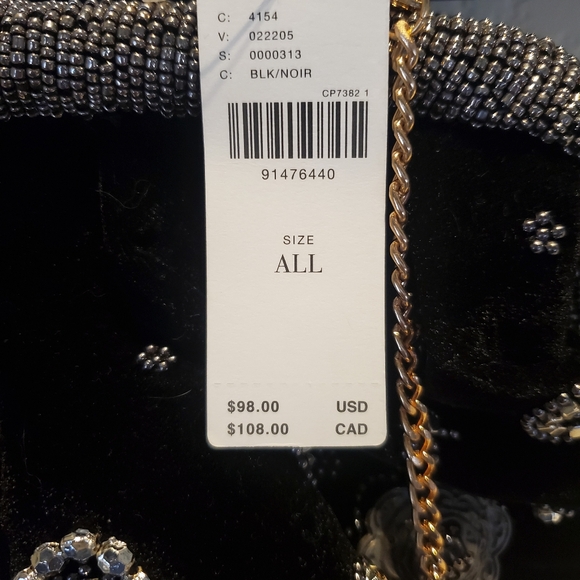 C: 4154
V: 022205
S: 0000313
C: BLK/NOIR
CP7382 1
91476440
SIZE
ALL
$98.00 USD
$108.00 CAD